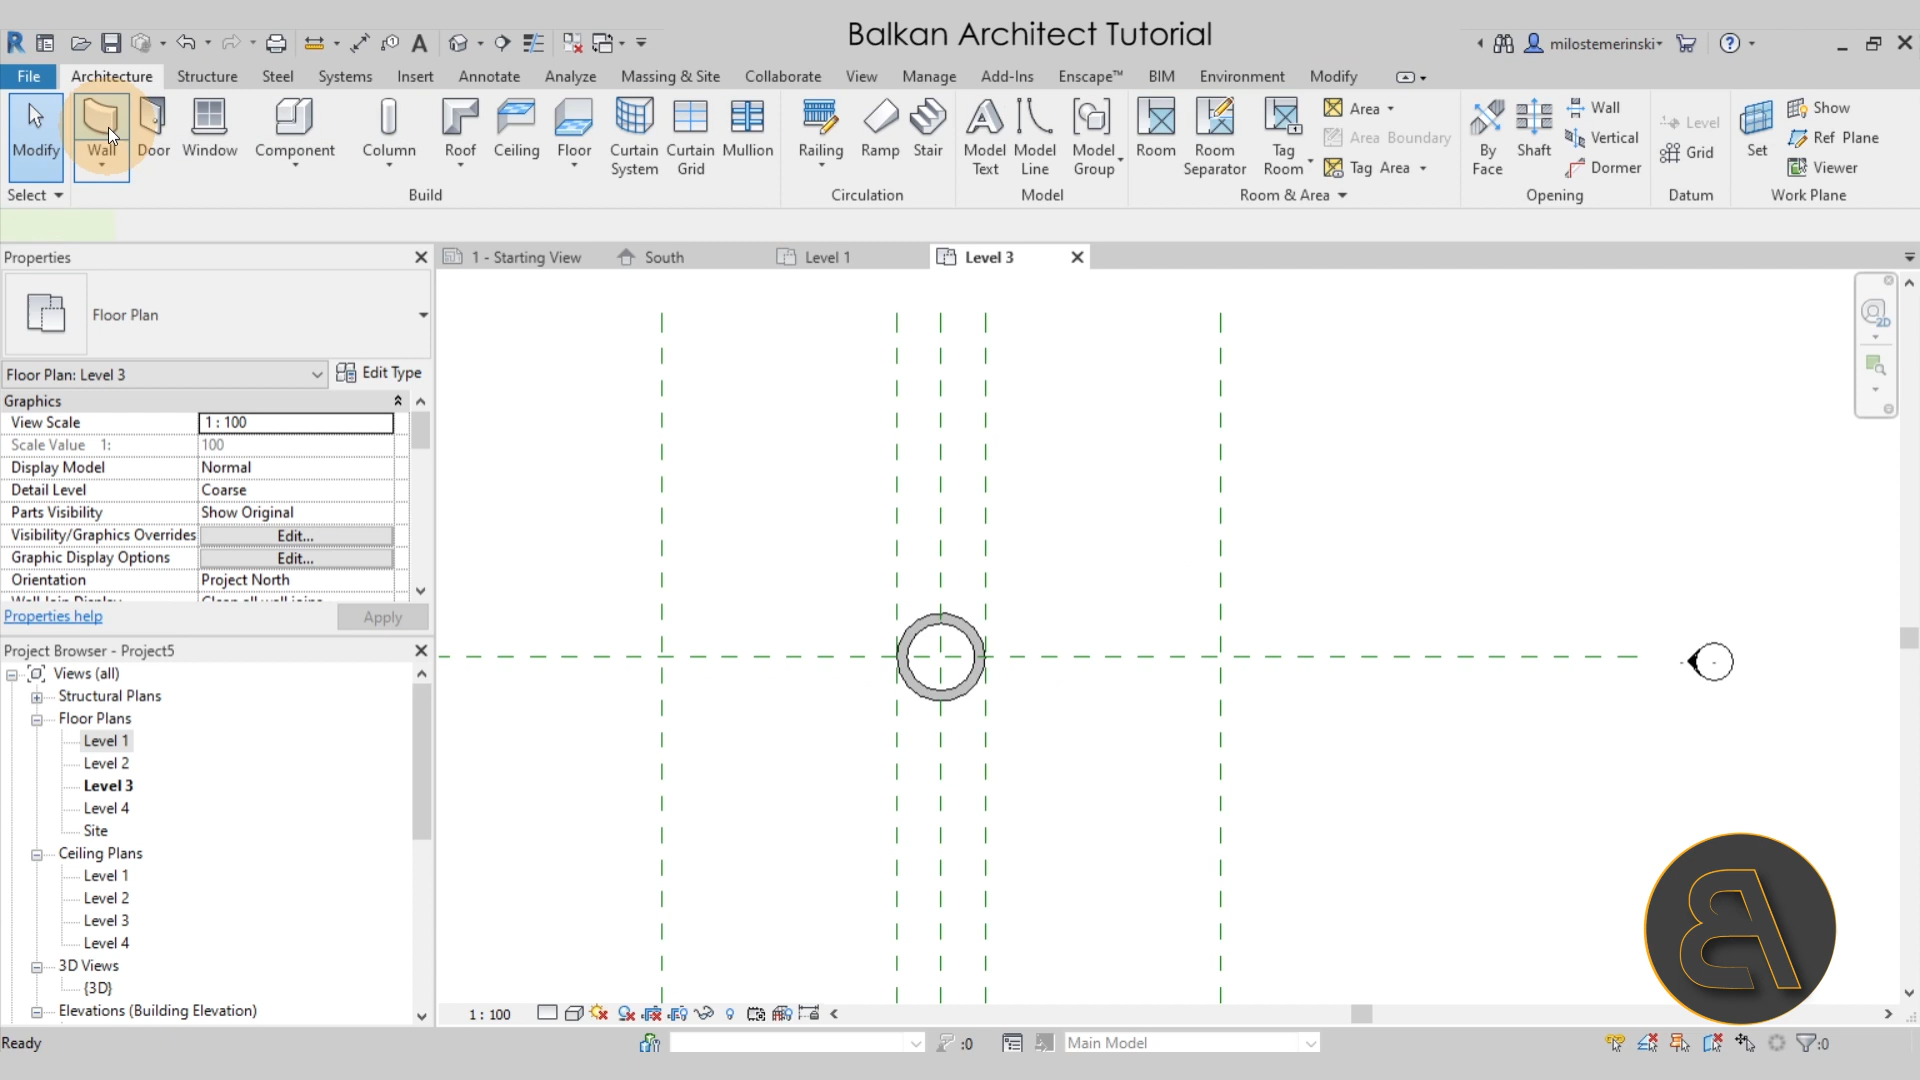 Balkan Architect Tutorial
milostemerinski
File Architecture Structure Steel Systems Insert Annotate Analyze Massing & Site Collaborate View Manage Add-Ins Enscape™ BIM Environment Modify
Modify Wall Door Window Component Column Roof Ceiling Floor Curtain System Curtain Grid Mullion Railing Ramp Stair Model Text Model Line Model Group Room Room Separator Tag Room
Area
Area Boundary
Tag Area
By Face Shaft
Wall
Vertical
Dormer
Level
Grid
Set
Show
Ref Plane
Viewer
Select Build Circulation Model Room & Area Opening Datum Work Plane
Properties
1 - Starting View South Level 1 Level 3
Floor Plan
Floor Plan: Level 3 Edit Type
Graphics
View Scale 1 : 100
Scale Value 1: 100
Display Model Normal
Detail Level Coarse
Parts Visibility Show Original
Visibility/Graphics Overrides Edit...
Graphic Display Options Edit...
Orientation Project North
Wall Join Display Clean all wall joins
Properties help Apply
Project Browser - Project5
Views (all)
Structural Plans
Floor Plans
Level 1
Level 2
Level 3
Level 4
Site
Ceiling Plans
Level 1
Level 2
Level 3
Level 4
3D Views
{3D}
Elevations (Building Elevation)
1 : 100
Ready
:0
Main Model
:0
2D